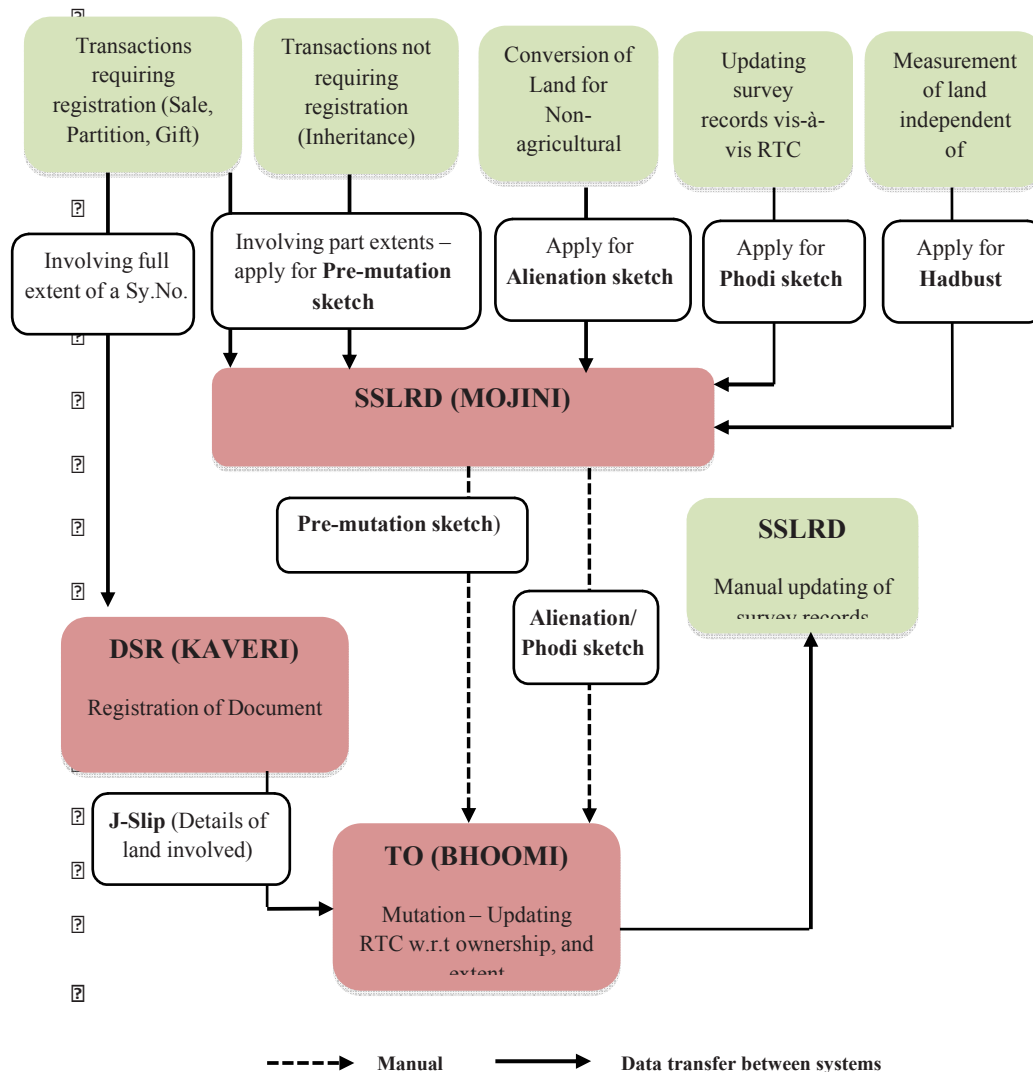 Transactions
requiring
registration (Sale,
Partition, Gift)
Transactions not
requiring
registration
(Inheritance)
Conversion of
Land for
Non-
agricultural
Updating
survey
records vis-à-
vis RTC
Measurement
of land
independent
of
Involving full
extent of a Sy.No.
Involving part extents –
apply for Pre-mutation
sketch
Apply for
Alienation sketch
Apply for
Phodi sketch
Apply for
Hadbust
SSLRD (MOJINI)
Pre-mutation sketch)
Alienation/
Phodi sketch
SSLRD
Manual updating of
survey records
DSR (KAVERI)
Registration of Document
J-Slip (Details of
land involved)
TO (BHOOMI)
Mutation – Updating
RTC w.r.t ownership, and
extent
Manual
Data transfer between systems